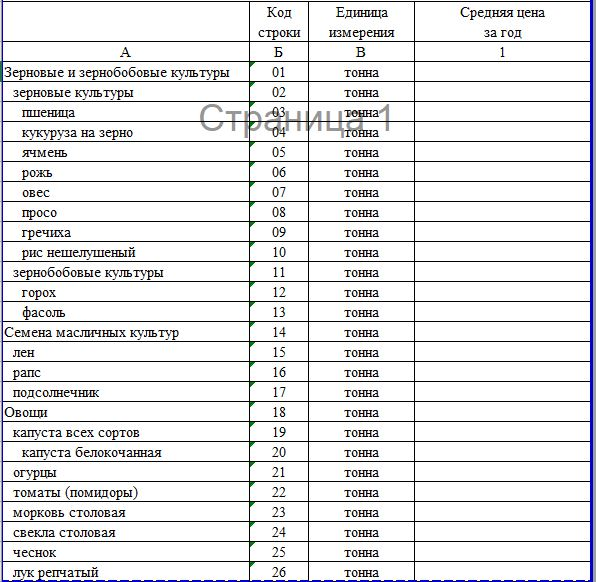 Код строки Единица измерения Средняя цена за год
А Б В 1
Зерновые и зернобобовые культуры 01 тонна
зерновые культуры 02 тонна
пшеница 03 тонна
Страница 1
кукуруза на зерно 04 тонна
ячмень 05 тонна
рожь 06 тонна
овес 07 тонна
просо 08 тонна
гречиха 09 тонна
рис нешелушеный 10 тонна
зернобобовые культуры 11 тонна
горох 12 тонна
фасоль 13 тонна
Семена масличных культур 14 тонна
лен 15 тонна
рапс 16 тонна
подсолнечник 17 тонна
Овощи 18 тонна
капуста всех сортов 19 тонна
капуста белокочанная 20 тонна
огурцы 21 тонна
томаты (помидоры) 22 тонна
морковь столовая 23 тонна
свекла столовая 24 тонна
чеснок 25 тонна
лук репчатый 26 тонна